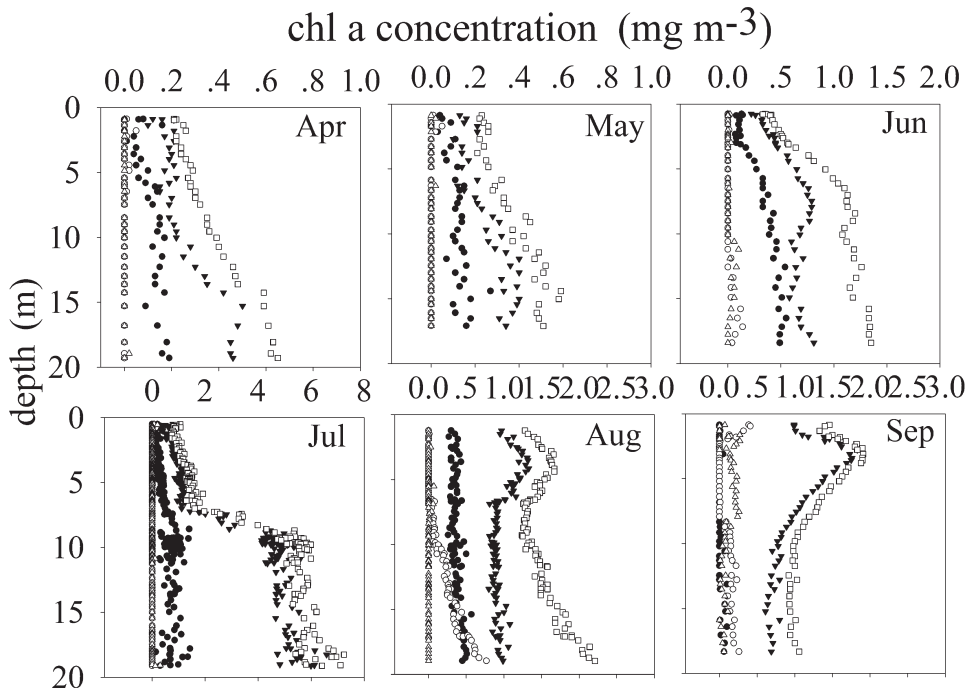 chl a concentration (mg m-3)
0.0 .2 .4 .6 .8 1.0 0.0 .2 .4 .6 .8 1.0 0.0 .5 1.0 1.5 2.0
0 Apr May Jun
5
10
15
20
depth (m)
0 2 4 6 8 0.0 .5 1.01.52.02.53.0 0.0 .5 1.01.52.02.53.0
0 Jul Aug Sep
5
10
15
20